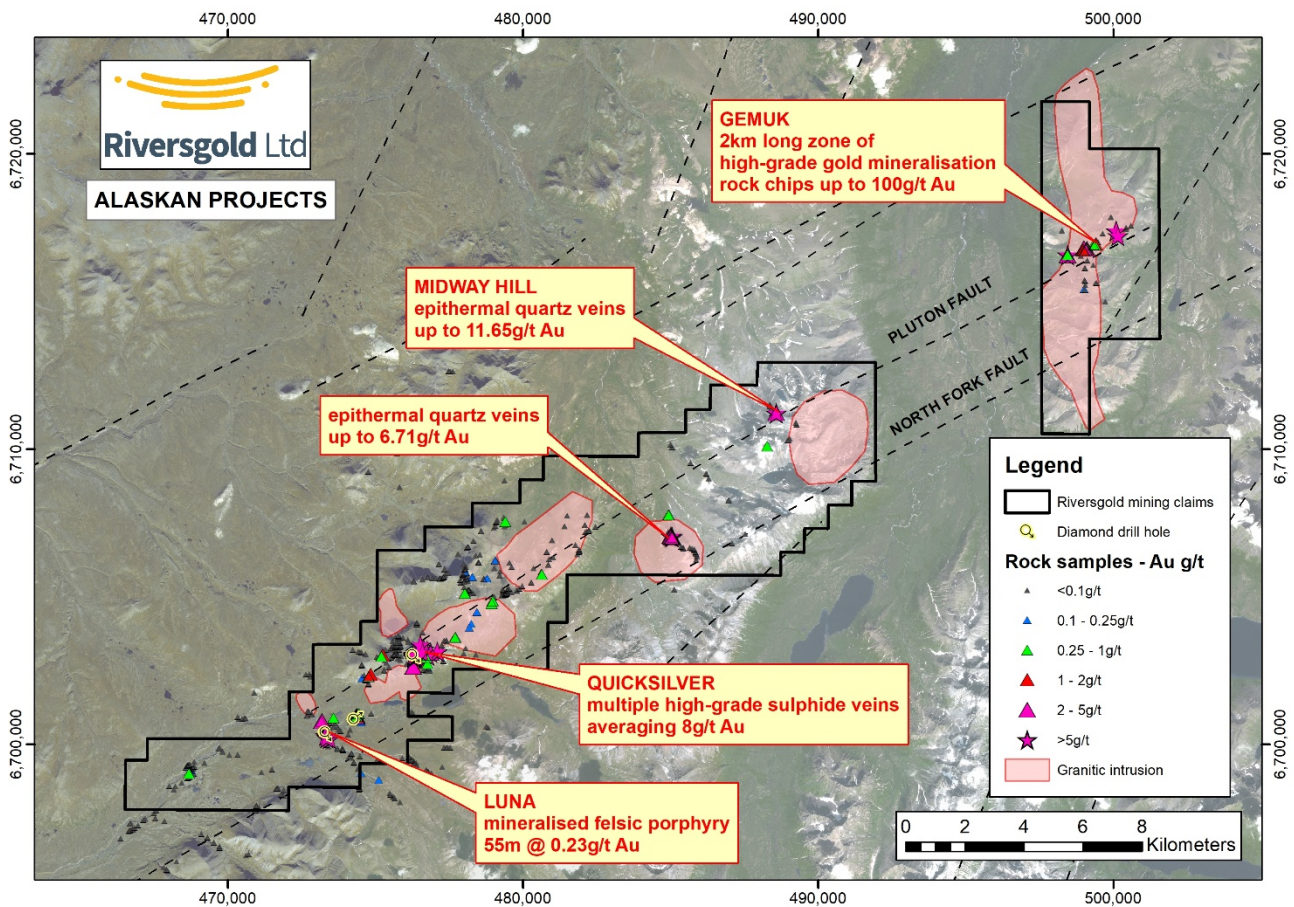 470,000
480,000
490,000
500,000
6,720,000
6,710,000
6,700,000
6,720,000
6,710,000
6,700,000
Riversgold Ltd
ALASKAN PROJECTS
GEMUK
2km long zone of
high-grade gold mineralisation
rock chips up to 100g/t Au
MIDWAY HILL
epithermal quartz veins
up to 11.65g/t Au
PLUTON FAULT
NORTH FORK FAULT
epithermal quartz veins
up to 6.71g/t Au
QUICKSILVER
multiple high-grade sulphide veins
averaging 8g/t Au
LUNA
mineralised felsic porphyry
55m @ 0.23g/t Au
Legend
Riversgold mining claims
Diamond drill hole
Rock samples - Au g/t
<0.1g/t
0.1 - 0.25g/t
0.25 - 1g/t
1 - 2g/t
2 - 5g/t
>5g/t
Granitic intrusion
0 2 4 6 8
Kilometers
470,000
480,000
490,000
500,000